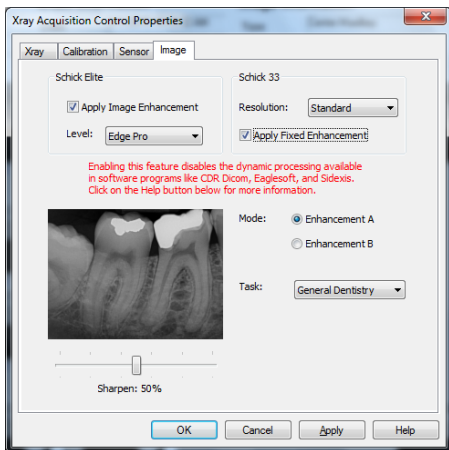 Xray Acquisition Control Properties
Xray Calibration Sensor Image
Schick Elite
Apply Image Enhancement
Level: Edge Pro
Schick 33
Resolution: Standard
Apply Fixed Enhancement
Enabling this feature disables the dynamic processing available
in software programs like CDR Dicom, Eaglesoft, and Sidexis.
Click on the Help button below for more information.
Mode: Enhancement A
Enhancement B
Task: General Dentistry
Sharpen: 50%
OK Cancel Apply Help